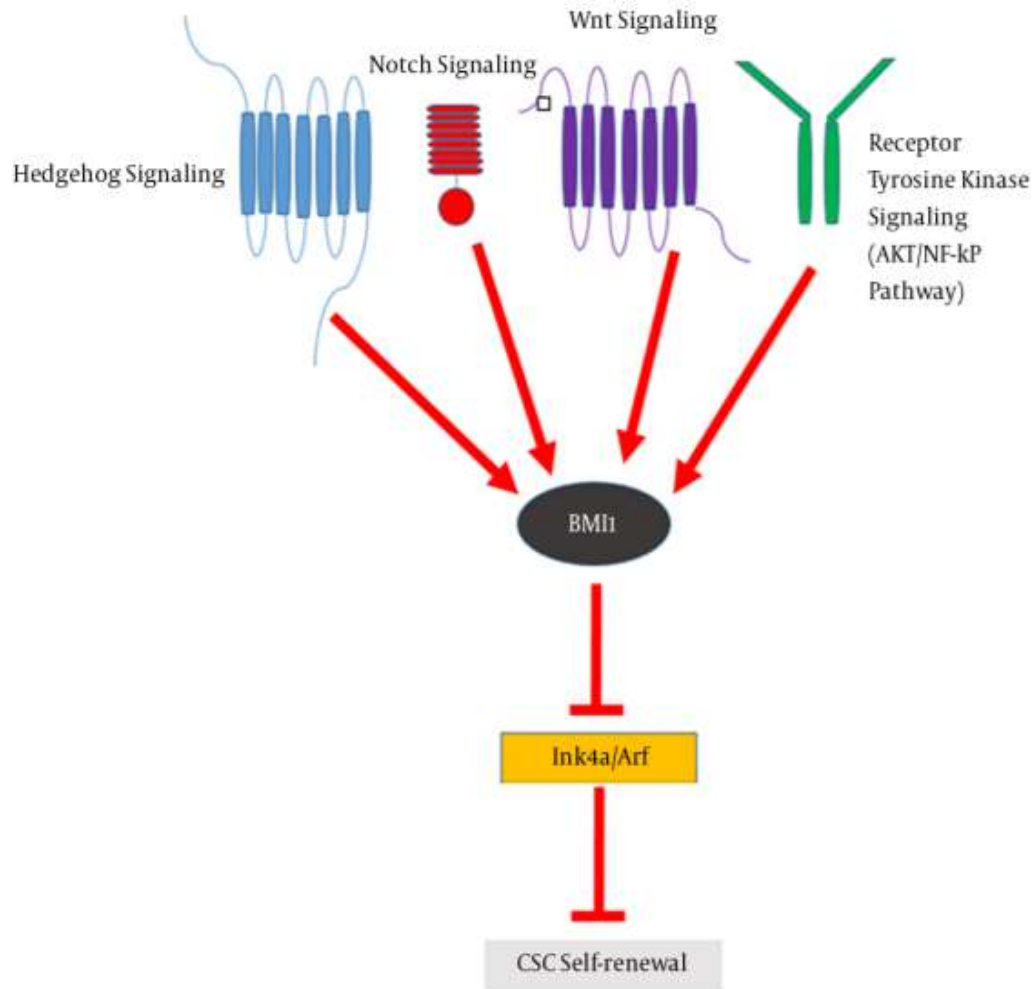 Wnt Signaling
Notch Signaling
Hedgehog Signaling
Receptor
Tyrosine Kinase
Signaling
(AKT/NF-kP
Pathway)
BMI1
Ink4a/Arf
CSC Self-renewal